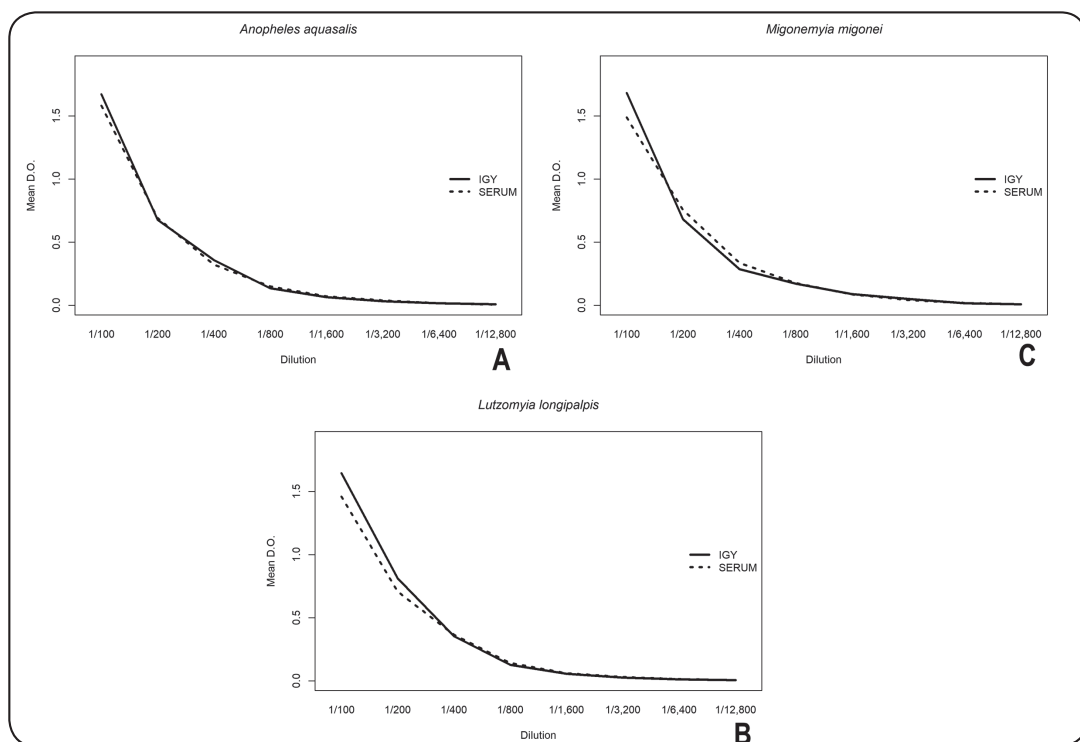 Anopheles aquasalis
Mean D.O.
1.5
1.0
0.5
0.0
IGY
SERUM
1/100 1/200 1/400 1/800 1/1,600 1/3,200 1/6,400 1/12,800
Dilution
A
Migonemyia migonei
Mean D.O.
1.5
1.0
0.5
0.0
IGY
SERUM
1/100 1/200 1/400 1/800 1/1,600 1/3,200 1/6,400 1/12,800
Dilution
C
Lutzomyia longipalpis
Mean D.O.
1.5
1.0
0.5
0.0
IGY
SERUM
1/100 1/200 1/400 1/800 1/1,600 1/3,200 1/6,400 1/12,800
Dilution
B